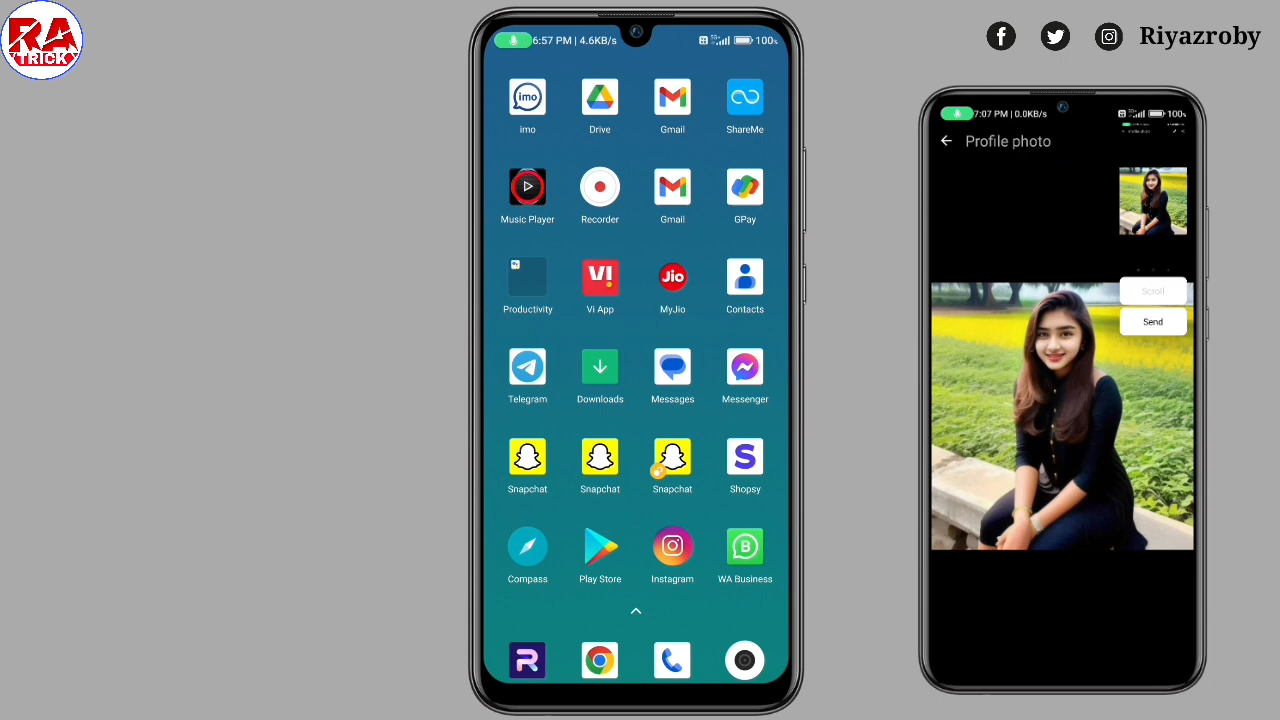 RA
TRICK
6:57 PM | 4.6KB/s
100%
imo
imo
Drive
Gmail
ShareMe
Music Player
Recorder
Gmail
GPay
Productivity
VI
Vi App
Jio
MyJio
Contacts
Telegram
Downloads
Messages
Messenger
Snapchat
Snapchat
Snapchat
S
Shopsy
Compass
Play Store
Instagram
B
WA Business
R
Riyazroby
7:07 PM | 0.0KB/s
100%
Profile photo
Scroll
Send